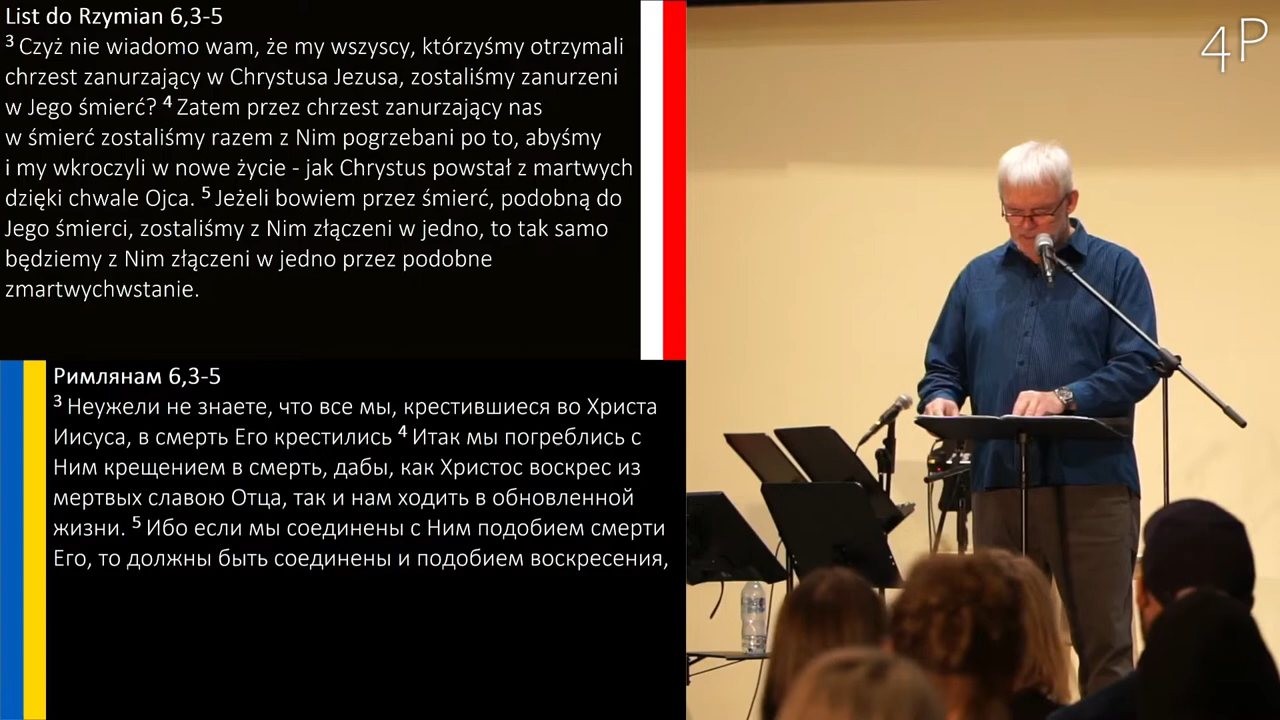 List do Rzymian 6,3-5
3 Czyż nie wiadomo wam, że my wszyscy, którzyśmy otrzymali
chrzest zanurzający w Chrystusa Jezusa, zostaliśmy zanurzeni
w Jego śmierć? 4 Zatem przez chrzest zanurzający nas
w śmierć zostaliśmy razem z Nim pogrzebani po to, abyśmy
i my wkroczyli w nowe życie - jak Chrystus powstał z martwych
dzięki chwale Ojca. 5 Jeżeli bowiem przez śmierć, podobną do
Jego śmierci, zostaliśmy z Nim złączeni w jedno, to tak samo
będziemy z Nim złączeni w jedno przez podobne
zmartwychwstanie.
Римлянам 6,3-5
3 Неужели не знаете, что все мы, крестившиеся во Христа
Иисуса, в смерть Его крестились 4 Итак мы погреблись с
Ним крещением в смерть, дабы, как Христос воскрес из
мертвых славою Отца, так и нам ходить в обновленной
жизни. 5 Ибо если мы соединены с Ним подобием смерти
Его, то должны быть соединены и подобием воскресения,
4P